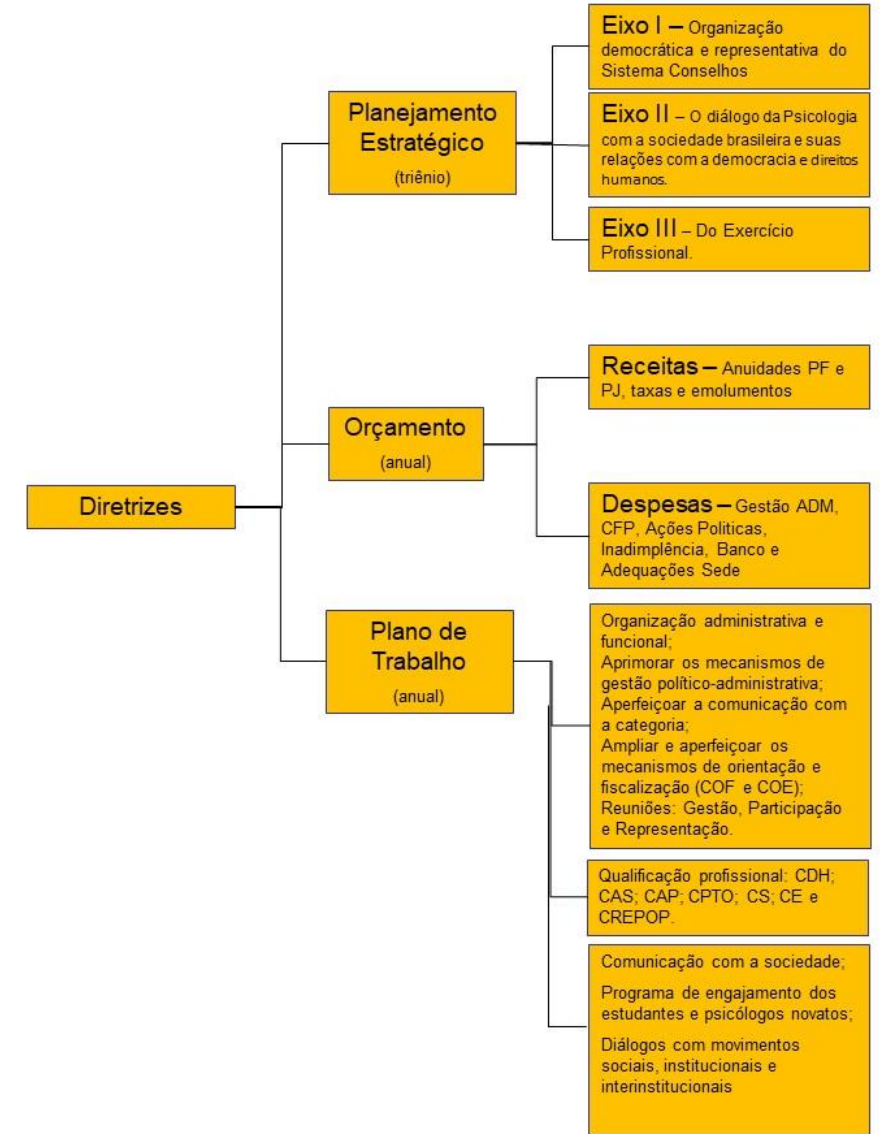 Diretrizes
Planejamento
Estratégico
(triênio)
Eixo I – Organização
democrática e representativa do
Sistema Conselhos
Eixo II – O diálogo da Psicologia
com a sociedade brasileira e suas
relações com a democracia e direitos
humanos.
Eixo III – Do Exercício
Profissional.
Orçamento
(anual)
Receitas – Anuidades PF e
PJ, taxas e emolumentos
Despesas – Gestão ADM,
CFP, Ações Politicas,
Inadimplência, Banco e
Adequações Sede
Plano de
Trabalho
(anual)
Organização administrativa e
funcional;
Aprimorar os mecanismos de
gestão político-administrativa;
Aperfeiçoar a comunicação com
a categoria;
Ampliar e aperfeiçoar os
mecanismos de orientação e
fiscalização (COF e COE);
Reuniões: Gestão, Participação
e Representação.
Qualificação profissional: CDH;
CAS; CAP; CPTO; CS; CE e
CREPOP.
Comunicação com a sociedade;
Programa de engajamento dos
estudantes e psicólogos novatos;
Diálogos com movimentos
sociais, institucionais e
interinstitucionais